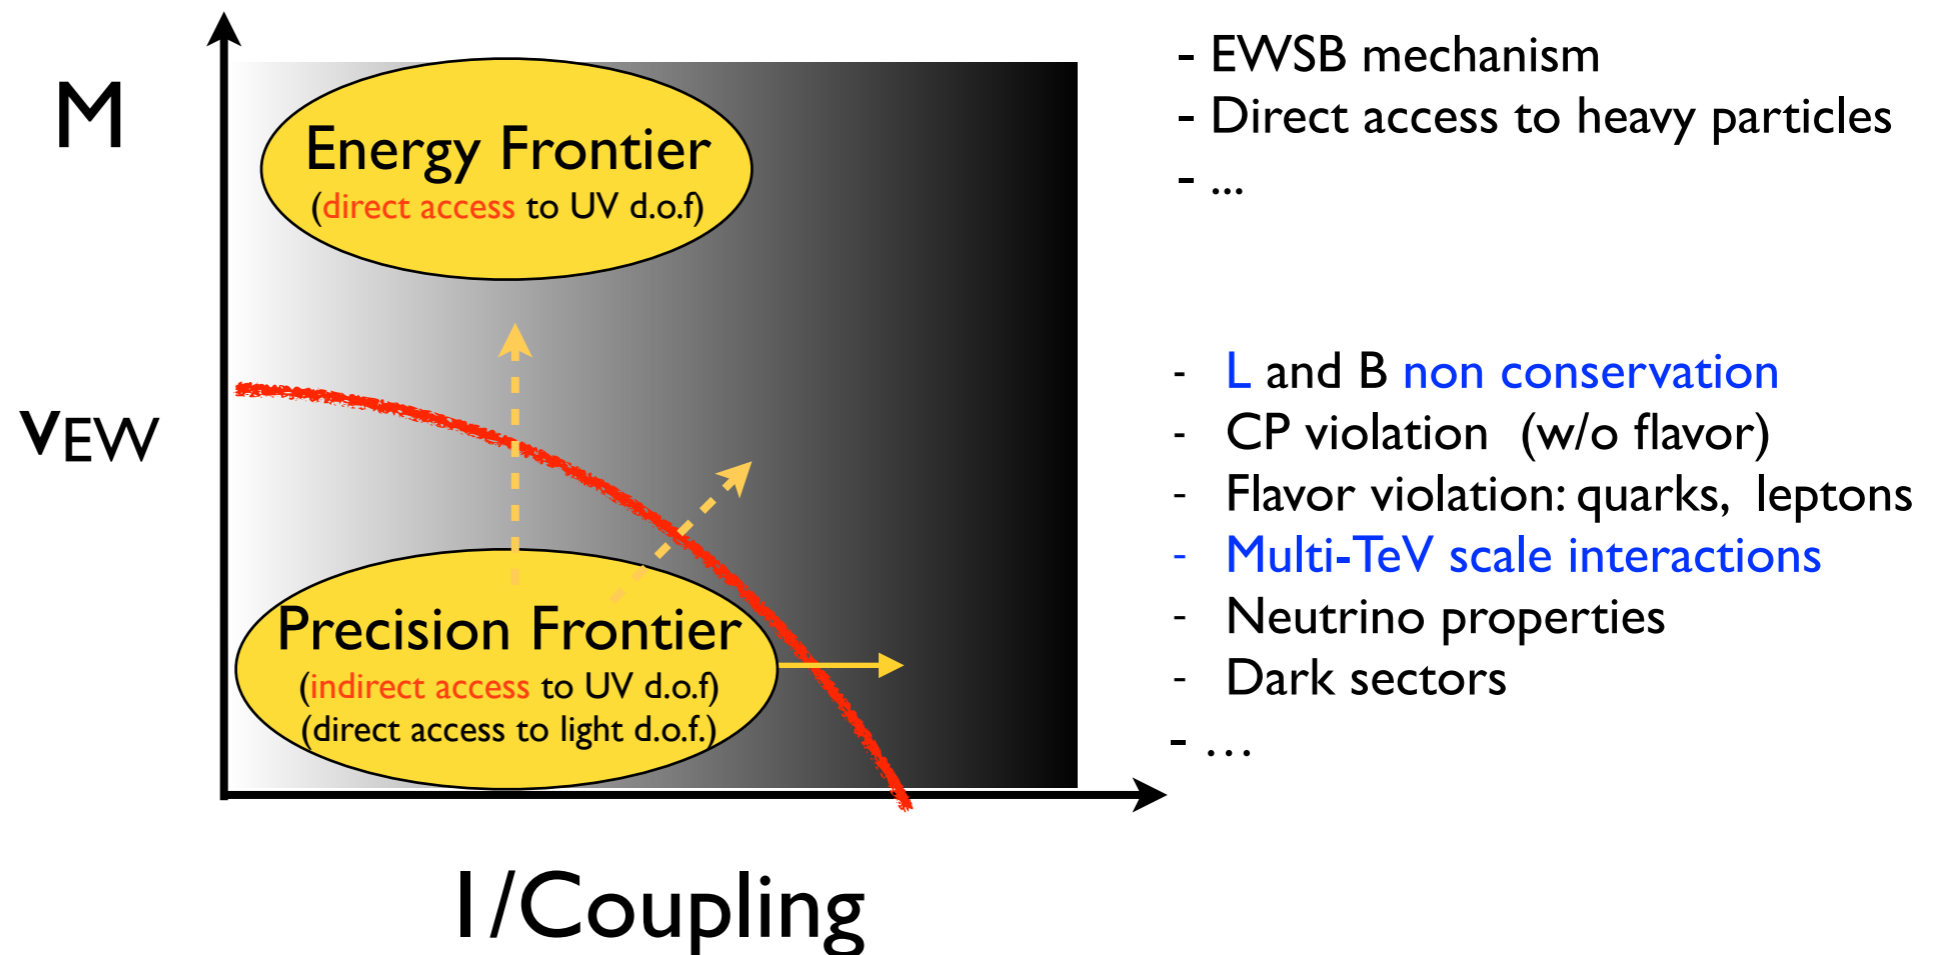 M
Energy Frontier
(direct access to UV d.o.f)
- EWSB mechanism
- Direct access to heavy particles
- ...
VEW
Precision Frontier
(indirect access to UV d.o.f)
(direct access to light d.o.f.)
- L and B non conservation
- CP violation (w/o flavor)
- Flavor violation: quarks, leptons
- Multi-TeV scale interactions
- Neutrino properties
- Dark sectors
- …
1/Coupling